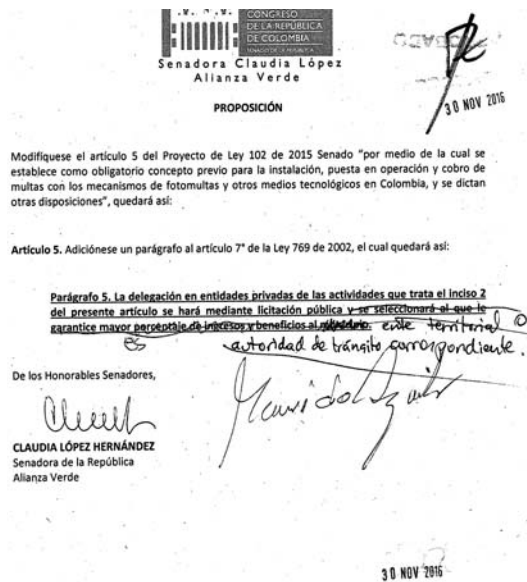 CONGRESO
DE LA REPÚBLICA
DE COLOMBIA
Senadora Claudia López
Alianza Verde
PROPOSICIÓN
30 NOV 2016
Modifíquese el artículo 5 del Proyecto de Ley 102 de 2015 Senado "por medio de la cual se
establece como obligatorio concepto previo para la instalación, puesta en operación y cobro de
multas con los mecanismos de fotomultas y otros medios tecnológicos en Colombia, y se dictan
otras disposiciones", quedará así:
Artículo 5. Adiciónese un parágrafo al artículo 7° de la Ley 769 de 2002, el cual quedará así:
Parágrafo 5. La delegación en entidades privadas de las actividades que trata el inciso 2
del presente artículo se hará mediante licitación pública y se seleccionará al que le
garantice mayor porcentaje de ingresos y beneficios al ente territorial o
autoridad de tránsito correspondiente.
De los Honorables Senadores,
CLAUDIA LÓPEZ HERNÁNDEZ
Senadora de la República
Alianza Verde
30 NOV 2016